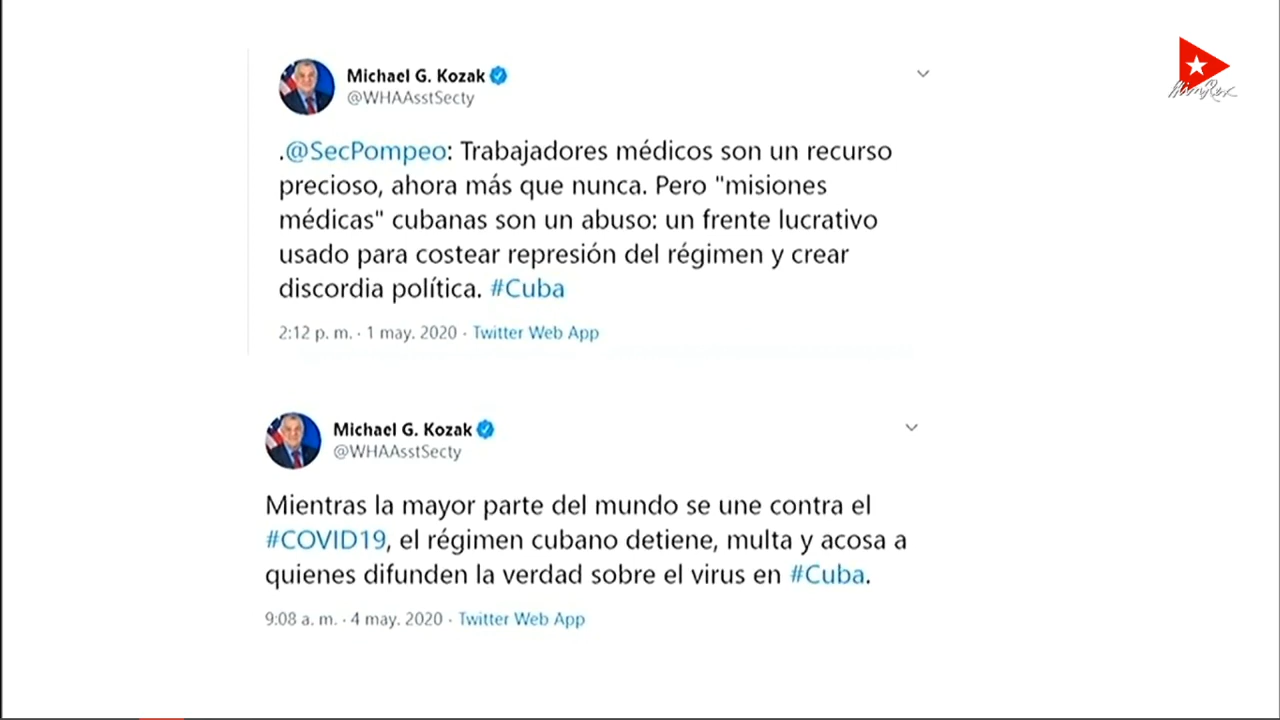 Michael G. Kozak
@WHAAsstSecty
.@SecPompeo: Trabajadores médicos son un recurso
precioso, ahora más que nunca. Pero "misiones
médicas" cubanas son un abuso: un frente lucrativo
usado para costear represión del régimen y crear
discordia política. #Cuba
2:12 p. m. · 1 may. 2020 · Twitter Web App
Michael G. Kozak
@WHAAsstSecty
Mientras la mayor parte del mundo se une contra el
#COVID19, el régimen cubano detiene, multa y acosa a
quienes difunden la verdad sobre el virus en #Cuba.
9:08 a. m. · 4 may. 2020 · Twitter Web App